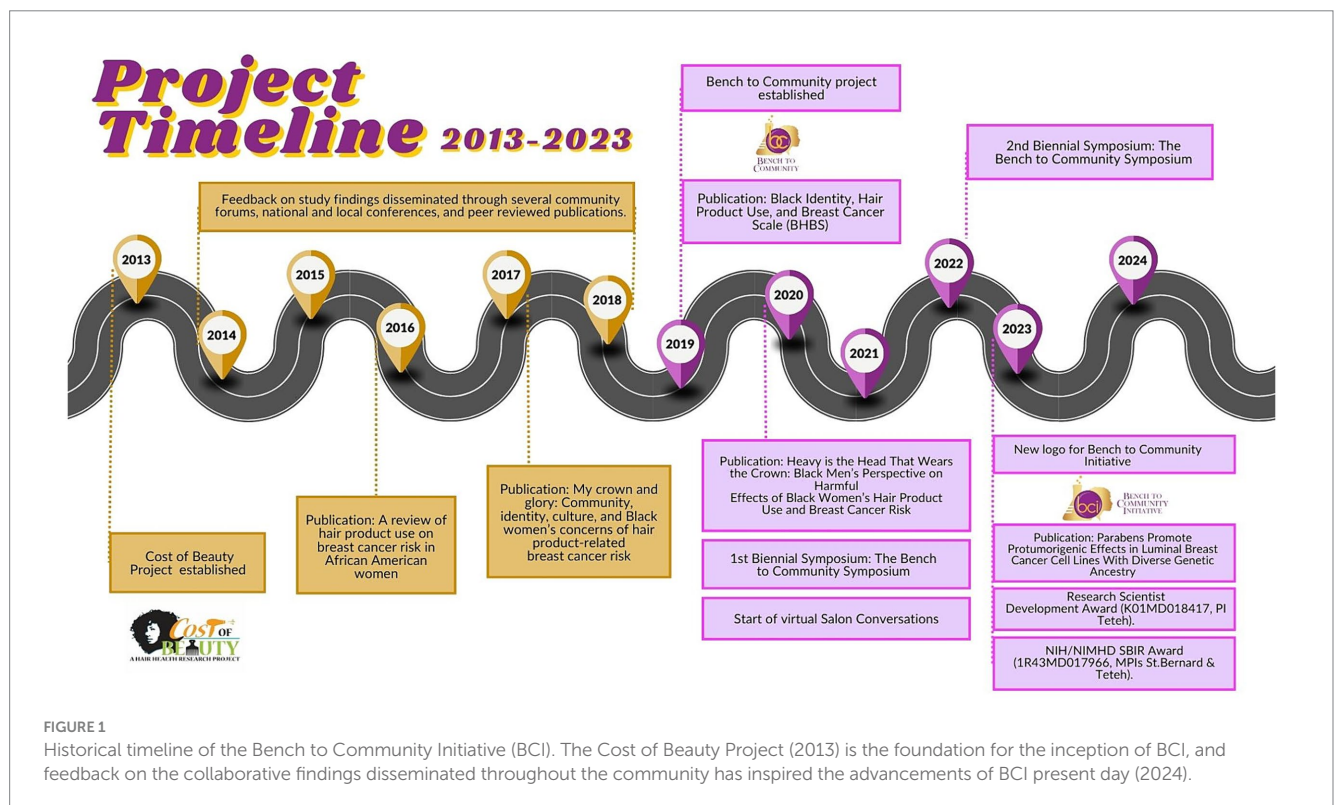 Project
Timeline 2013-2023
Feedback on study findings disseminated through several community
forums, national and local conferences, and peer reviewed publications.
Bench to Community project
established
bc
BENCH TO
COMMUNITY
Publication: Black Identity, Hair
Product Use, and Breast Cancer
Scale (BHBS)
2nd Biennial Symposium: The
Bench to Community Symposium
2013
2014
2015
2016
2017
2018
2019
2020
2021
2022
2023
2024
Cost of Beauty
Project established
COST OF
BEAUTY
A HAIR HEALTH RESEARCH PROJECT
Publication: A review of
hair product use on
breast cancer risk in
African American
women
Publication: My crown and
glory: Community,
identity, culture, and Black
women's concerns of hair
product-related
breast cancer risk
Publication: Heavy is the Head That Wears
the Crown: Black Men's Perspective on
Harmful
Effects of Black Women's Hair Product
Use and Breast Cancer Risk
1st Biennial Symposium: The Bench
to Community Symposium
Start of virtual Salon Conversations
New logo for Bench to Community
Initiative
bci
BENCH TO
COMMUNITY
INITIATIVE
Publication: Parabens Promote
Protumorigenic Effects in Luminal Breast
Cancer Cell Lines With Diverse Genetic
Ancestry
Research Scientist
Development Award (K01MD018417, PI
Teteh).
NIH/NIMHD SBIR Award
(1R43MD017966, MPIs St.Bernard &
Teteh).
FIGURE 1
Historical timeline of the Bench to Community Initiative (BCI). The Cost of Beauty Project (2013) is the foundation for the inception of BCI, and
feedback on the collaborative findings disseminated throughout the community has inspired the advancements of BCI present day (2024).